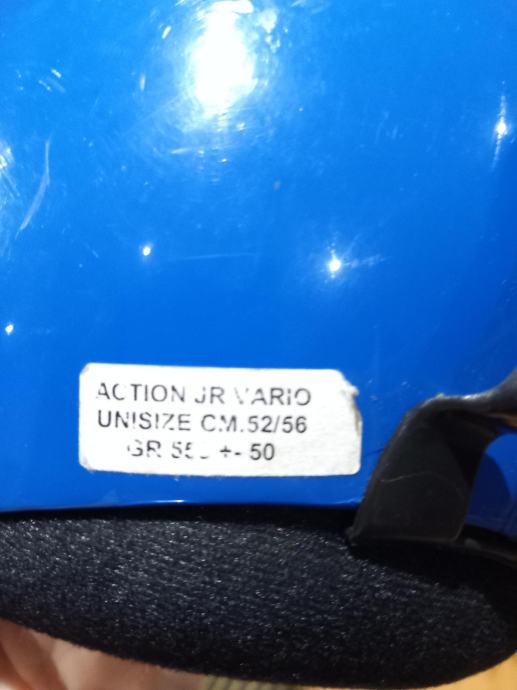 ACTION JR VARIO
UNISIZE CM.52/56
GR +- 50